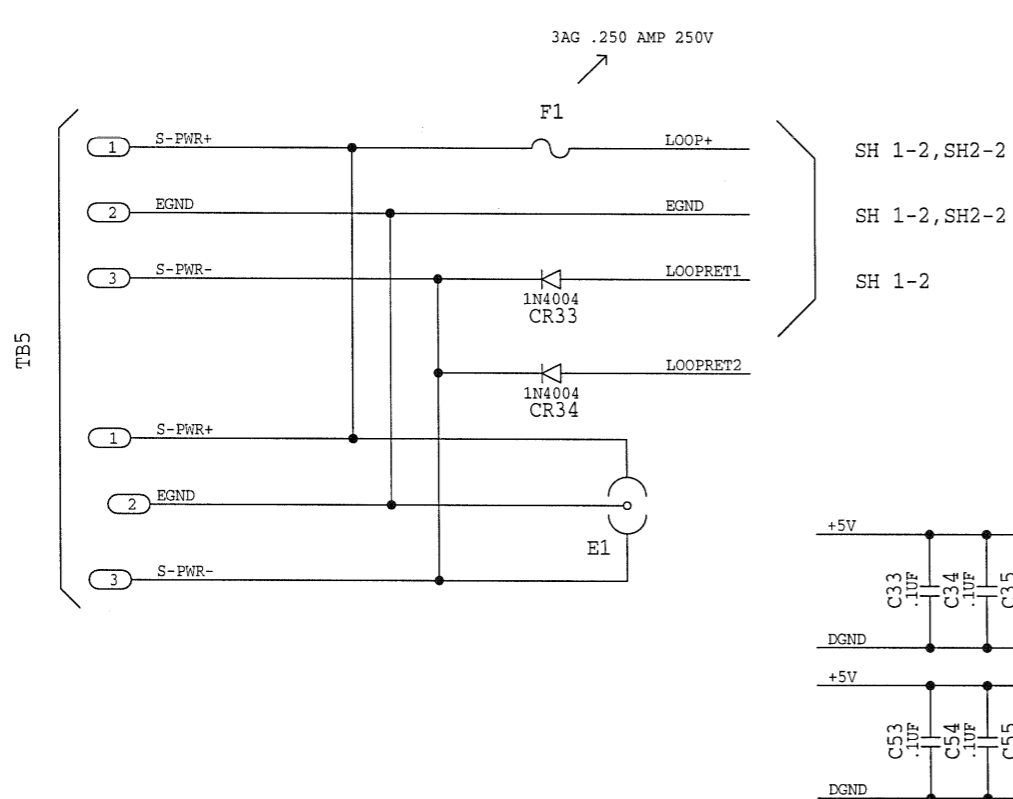 3AG .250 AMP 250V
F1
1 S-PWR+ LOOP+ SH 1-2,SH2-2
2 EGND EGND SH 1-2,SH2-2
3 S-PWR- LOOPRET1 SH 1-2
1N4004
CR33
TB5
LOOPRET2
1N4004
CR34
1 S-PWR+
2 EGND
E1
3 S-PWR-
+5V
C33
.1UF
C34
.1UF
C35
DGND
+5V
C53
.1UF
C54
.1UF
C55
DGND